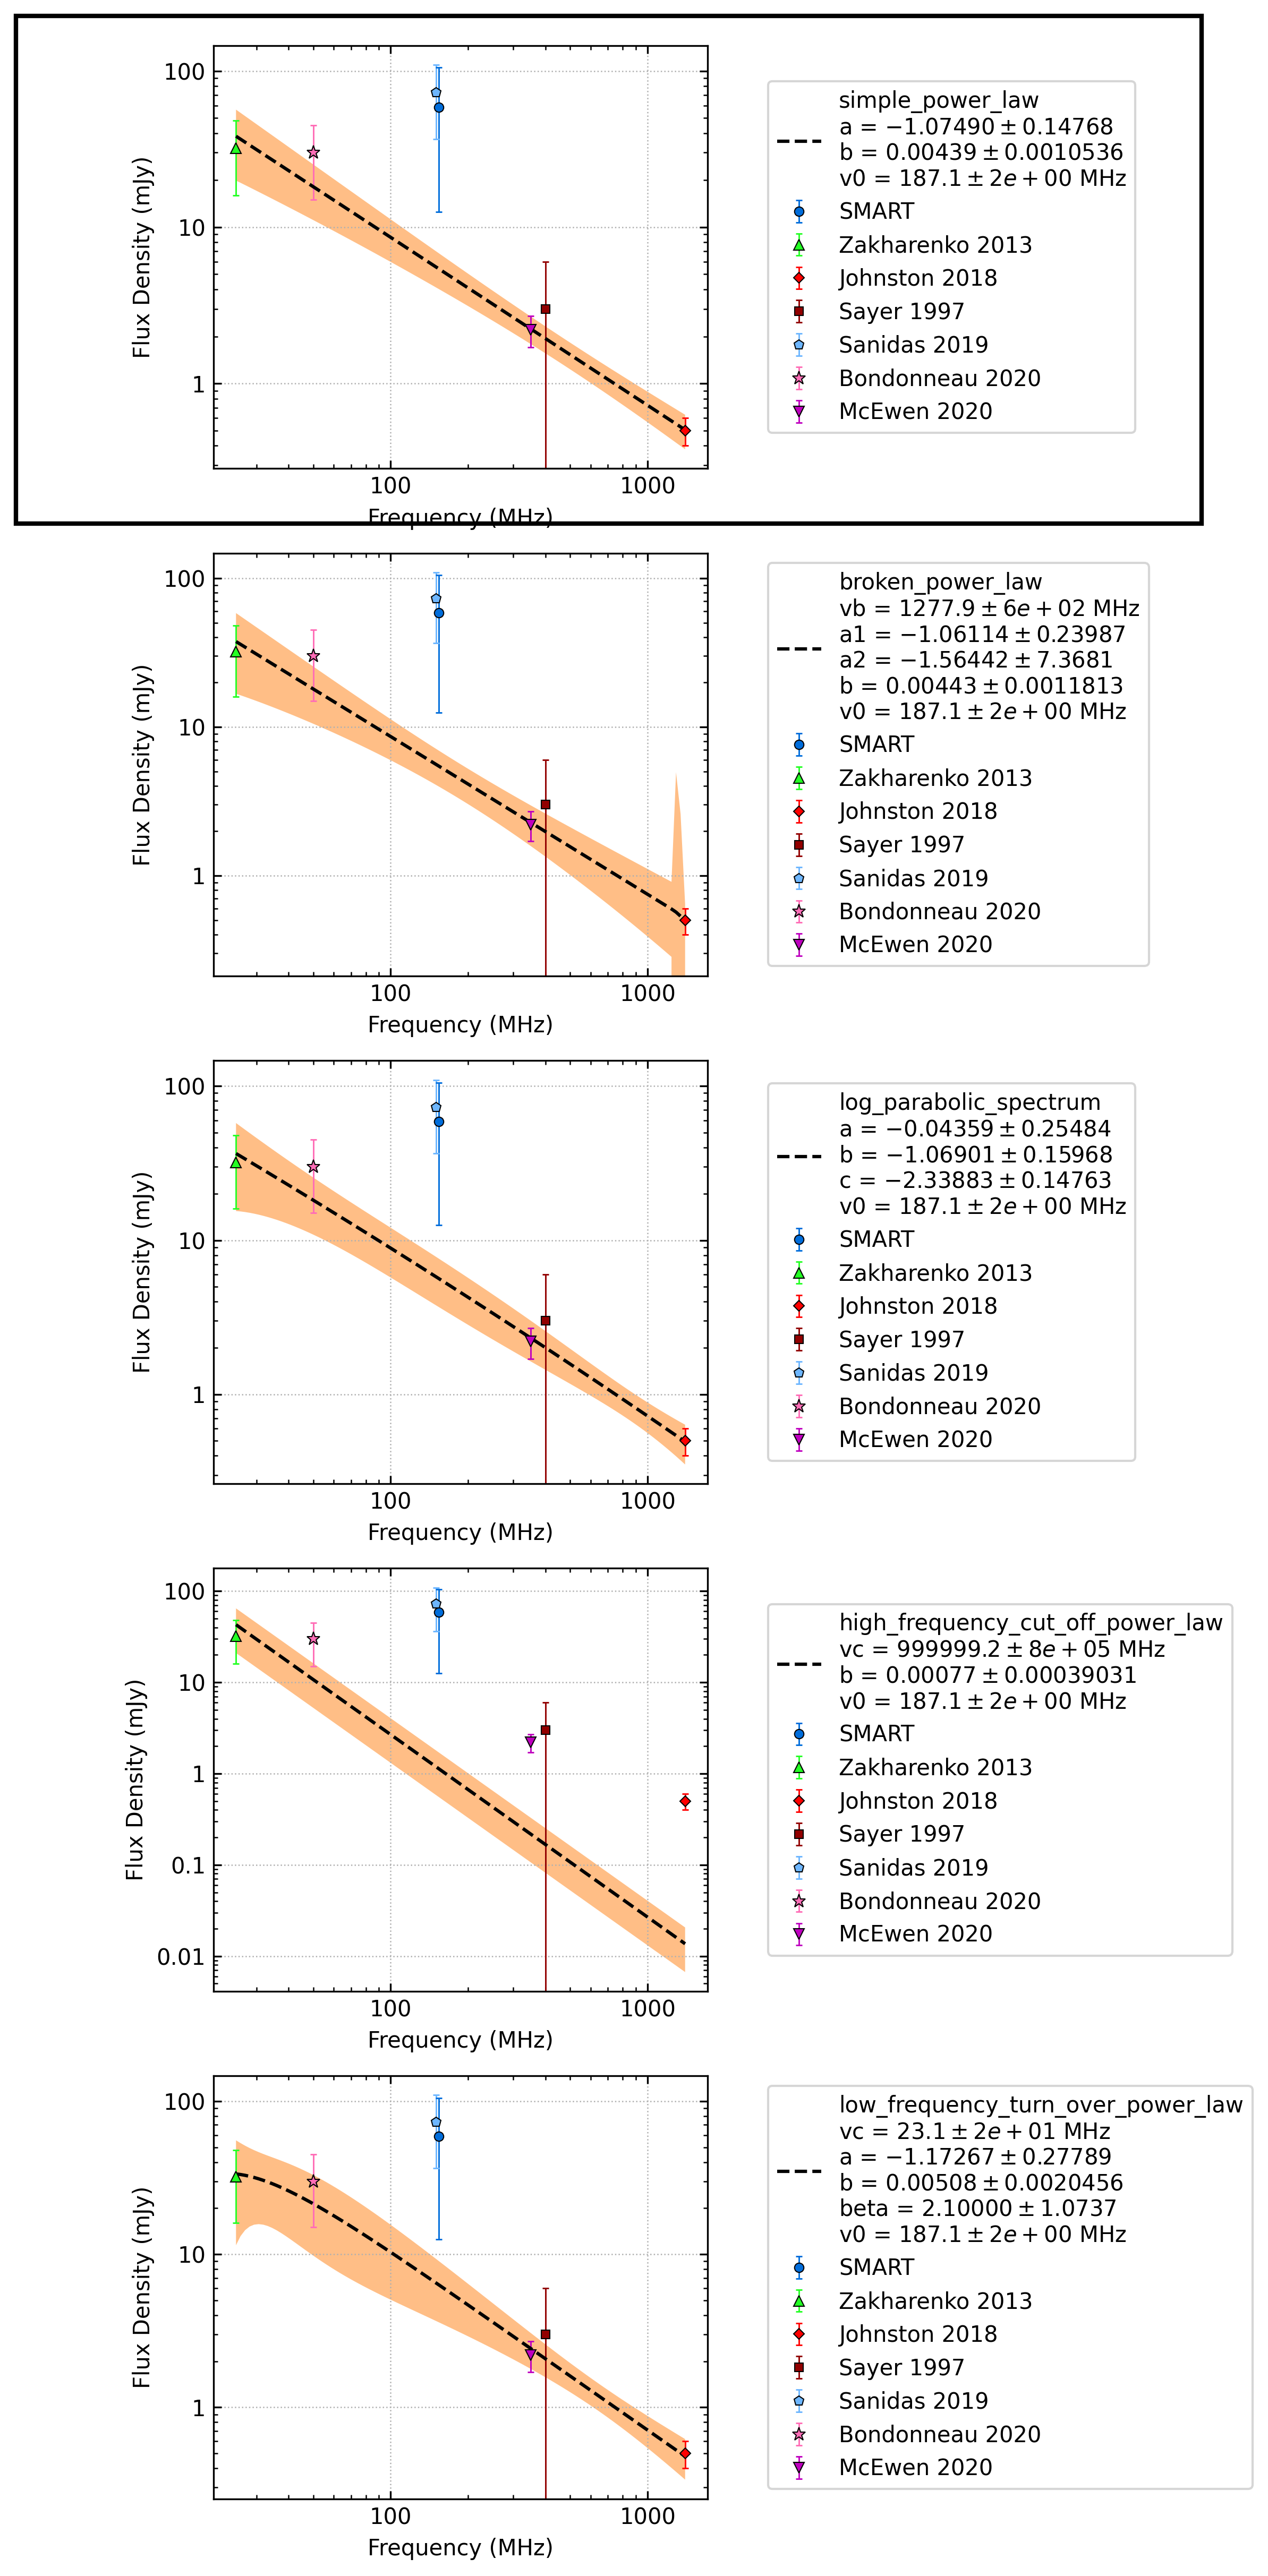 100
10
1
Flux Density (mJy)
100
1000
Frequency (MHz)
simple_power_law
a = −1.07490 ± 0.14768
b = 0.00439 ± 0.0010536
v0 = 187.1 ± 2e + 00 MHz
SMART
Zakharenko 2013
Johnston 2018
Sayer 1997
Sanidas 2019
Bondonneau 2020
McEwen 2020
100
10
1
Flux Density (mJy)
100
1000
Frequency (MHz)
broken_power_law
vb = 1277.9 ± 6e + 02 MHz
a1 = −1.06114 ± 0.23987
a2 = −1.56442 ± 7.3681
b = 0.00443 ± 0.0011813
v0 = 187.1 ± 2e + 00 MHz
SMART
Zakharenko 2013
Johnston 2018
Sayer 1997
Sanidas 2019
Bondonneau 2020
McEwen 2020
100
10
1
Flux Density (mJy)
100
1000
Frequency (MHz)
log_parabolic_spectrum
a = −0.04359 ± 0.25484
b = −1.06901 ± 0.15968
c = −2.33883 ± 0.14763
v0 = 187.1 ± 2e + 00 MHz
SMART
Zakharenko 2013
Johnston 2018
Sayer 1997
Sanidas 2019
Bondonneau 2020
McEwen 2020
100
10
1
0.1
0.01
Flux Density (mJy)
100
1000
Frequency (MHz)
high_frequency_cut_off_power_law
vc = 999999.2 ± 8e + 05 MHz
b = 0.00077 ± 0.00039031
v0 = 187.1 ± 2e + 00 MHz
SMART
Zakharenko 2013
Johnston 2018
Sayer 1997
Sanidas 2019
Bondonneau 2020
McEwen 2020
100
10
1
Flux Density (mJy)
100
1000
Frequency (MHz)
low_frequency_turn_over_power_law
vc = 23.1 ± 2e + 01 MHz
a = −1.17267 ± 0.27789
b = 0.00508 ± 0.0020456
beta = 2.10000 ± 1.0737
v0 = 187.1 ± 2e + 00 MHz
SMART
Zakharenko 2013
Johnston 2018
Sayer 1997
Sanidas 2019
Bondonneau 2020
McEwen 2020